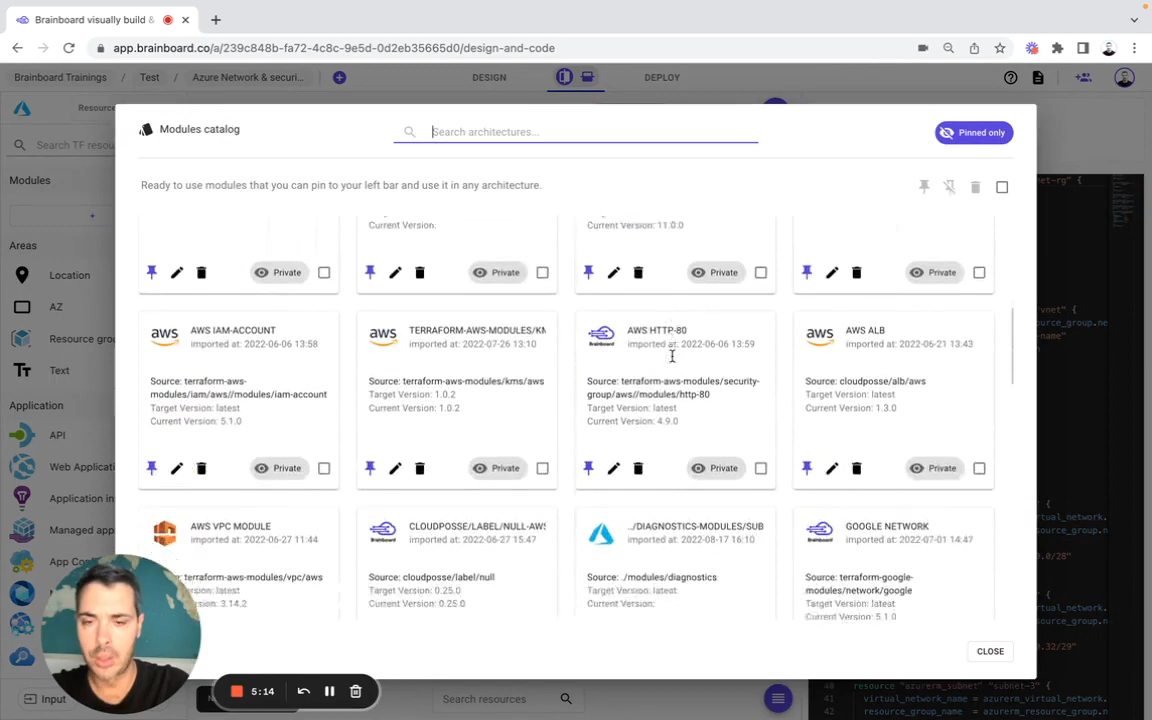 Brainboard visually build &
app.brainboard.co/a/239c848b-fa72-4c8c-9e5d-0d2eb35665d0/design-and-code
Brainboard Trainings
Test
Azure Network & securi...
DESIGN
DEPLOY
Modules catalog
Search architectures...
Pinned only
Search TF resou
Ready to use modules that you can pin to your left bar and use it in any architecture.
Modules
Areas
Location
AZ
Resource grou
Text
Application
API
Web Applicati
Application in
Managed app
App Con
Input
Current Version:
Current Version: 11.0.0
Private
Private
Private
Private
AWS IAM-ACCOUNT
imported at: 2022-06-06 13:58
Source: terraform-aws-
modules/iam/aws//modules/iam-account
Target Version: latest
Current Version: 5.1.0
Private
TERRAFORM-AWS-MODULES/KM
imported at: 2022-07-26 13:10
Source: terraform-aws-modules/kms/aws
Target Version: 1.0.2
Current Version: 1.0.2
Private
AWS HTTP-80
imported at: 2022-06-06 13:59
Source: terraform-aws-modules/security-
group/aws//modules/http-80
Target Version: latest
Current Version: 4.9.0
Private
AWS ALB
imported at: 2022-06-21 13:43
Source: cloudposse/alb/aws
Target Version: latest
Current Version: 1.3.0
Private
AWS VPC MODULE
imported at: 2022-06-27 11:44
terraform-aws-modules/vpc/aws
latest
3.14.2
CLOUDPOSSE/LABEL/NULL-AWS
imported at: 2022-06-27 15:47
Source: cloudposse/label/null
Target Version: 0.25.0
Current Version: 0.25.0
../DIAGNOSTICS-MODULES/SUB
imported at: 2022-08-17 16:10
Source: ./modules/diagnostics
Target Version: latest
Current Version:
GOOGLE NETWORK
imported at: 2022-07-01 14:47
Source: terraform-google-
modules/network/google
Target Version: latest
Current Version: 5.1.0
CLOSE
5:14
Search resources
40 resource "azurerm_subnet" "subnet-3" {
41 virtual_network_name = azurerm_virtual_network.
42 resource_group_name = azurerm_resource_group.n